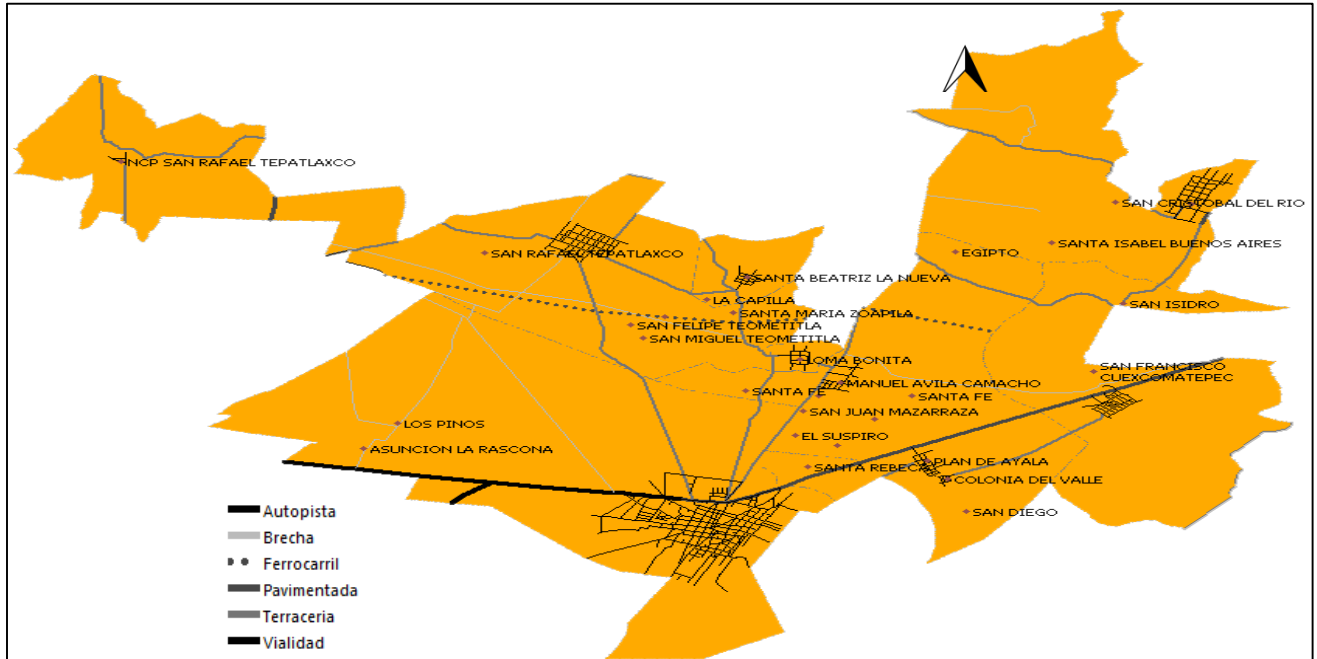 NCP SAN RAFAEL TEPATLAXCO
SAN CRISTOBAL DEL RIO
SANTA ISABEL BUENOS AIRES
SAN RAFAEL TEPATLAXCO
EGIPTO
SANTA BEATRIZ LA NUEVA
LA CAPILLA
SAN ISIDRO
SANTA MARIA ZOAPILA
SAN FELIPE TEOMETITLA
SAN MIGUEL TEOMETITLA
LOMA BONITA
SAN FRANCISCO
CUEXCOMATEPEC
MANUEL AVILA CAMACHO
SANTA FE
SANTA FE
SAN JUAN MAZARRAZA
LOS PINOS
EL SUSPIRO
ASUNCION LA RASCONA
PLAN DE AYALA
SANTA REBECA
COLONIA DEL VALLE
SAN DIEGO
Autopista
Brecha
Ferrocarril
Pavimentada
Terraceria
Vialidad